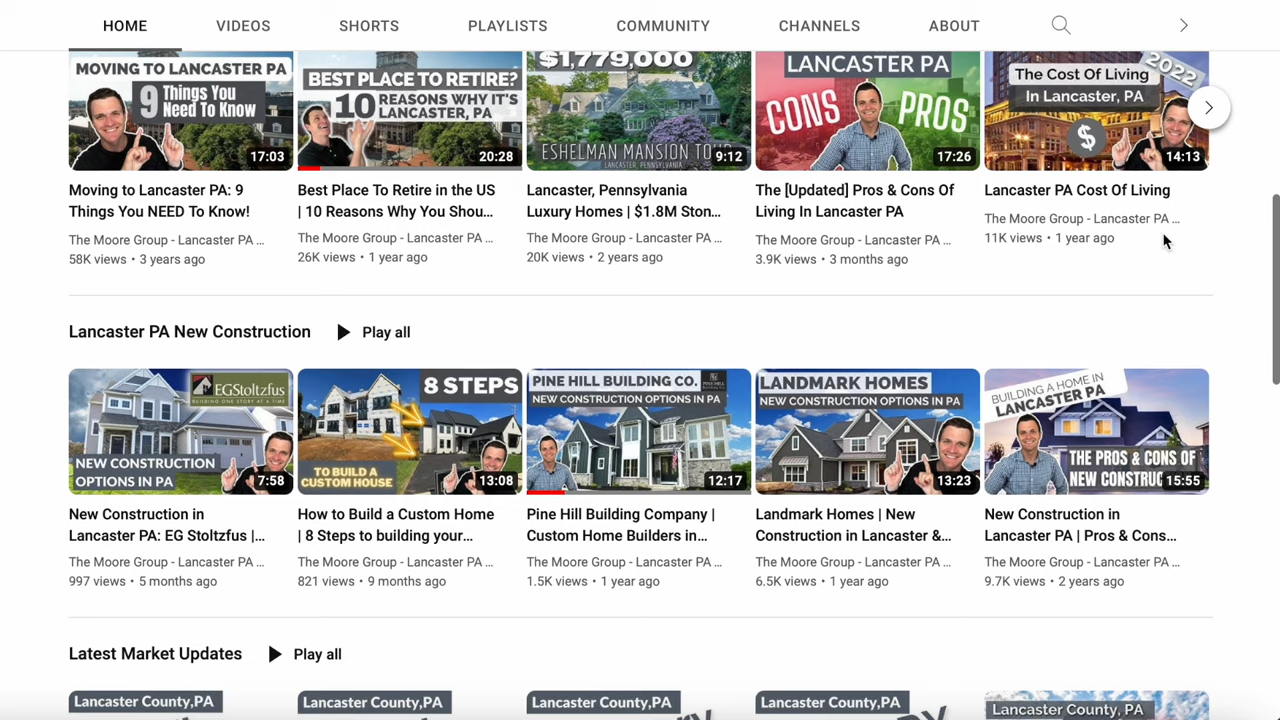 HOME
VIDEOS
SHORTS
PLAYLISTS
COMMUNITY
CHANNELS
ABOUT
MOVING TO LANCASTER PA
9 Things You
Need To Know
17:03
BEST PLACE TO RETIRE?
10 REASONS WHY IT'S
LANCASTER, PA
20:28
$1,779,000
ESHELMAN MANSION TOUR
LANCASTER, PENNSYLVANIA
9:12
LANCASTER PA
CONS
PROS
17:26
2022
The Cost Of Living
In Lancaster, PA
$
14:13
Moving to Lancaster PA: 9
Things You NEED To Know!
The Moore Group - Lancaster PA ...
58K views • 3 years ago
Best Place To Retire in the US
| 10 Reasons Why You Shou...
The Moore Group - Lancaster PA ...
26K views • 1 year ago
Lancaster, Pennsylvania
Luxury Homes | $1.8M Ston...
The Moore Group - Lancaster PA ...
20K views • 2 years ago
The [Updated] Pros & Cons Of
Living In Lancaster PA
The Moore Group - Lancaster PA ...
3.9K views • 3 months ago
Lancaster PA Cost Of Living
The Moore Group - Lancaster PA ...
11K views • 1 year ago
Lancaster PA New Construction
Play all
EGStoltzfus
BUILDING ONE STORY AT A TIME
NEW CONSTRUCTION
OPTIONS IN PA
7:58
8 STEPS
TO BUILD A
CUSTOM HOUSE
13:08
PINE HILL BUILDING CO.
NEW CONSTRUCTION OPTIONS IN PA
12:17
LANDMARK HOMES
NEW CONSTRUCTION OPTIONS IN PA
13:23
BUILDING A HOME IN
LANCASTER PA
THE PROS & CONS OF
NEW CONSTRUC
15:55
New Construction in
Lancaster PA: EG Stoltzfus |...
The Moore Group - Lancaster PA ...
997 views • 5 months ago
How to Build a Custom Home
| 8 Steps to building your...
The Moore Group - Lancaster PA ...
821 views • 9 months ago
Pine Hill Building Company |
Custom Home Builders in...
The Moore Group - Lancaster PA ...
1.5K views • 1 year ago
Landmark Homes | New
Construction in Lancaster &...
The Moore Group - Lancaster PA ...
6.5K views • 1 year ago
New Construction in
Lancaster PA | Pros & Cons...
The Moore Group - Lancaster PA ...
9.7K views • 2 years ago
Latest Market Updates
Play all
Lancaster County,PA
Lancaster County,PA
Lancaster County,PA
Lancaster County,PA
Lancaster County, PA